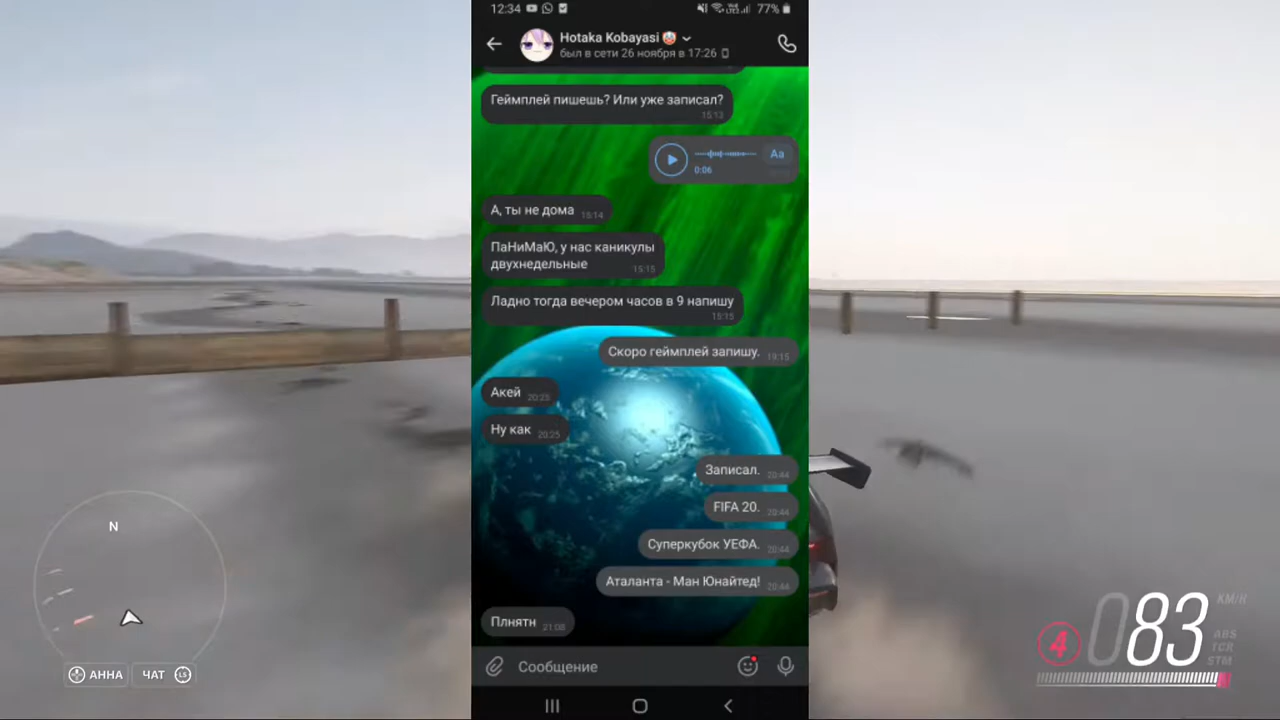 12:34
77%
Hotaka Kobayasi
был в сети 26 ноября в 17:26
Геймплей пишешь? Или уже записал?
15:13
0:06
Aa
А, ты не дома
15:14
ПаНиМаЮ, у нас каникулы
двухнедельные
15:15
Ладно тогда вечером часов в 9 напишу
15:15
Скоро геймплей запишу.
19:15
Акей
20:25
Ну как
20:25
Записал.
20:44
FIFA 20.
20:44
Суперкубок УЕФА.
20:44
Аталанта - Ман Юнайтед!
20:44
Плнятн
21:08
Сообщение
N
АННА
ЧАТ
LS
4
083
KM/H
ABS
TCR
STM